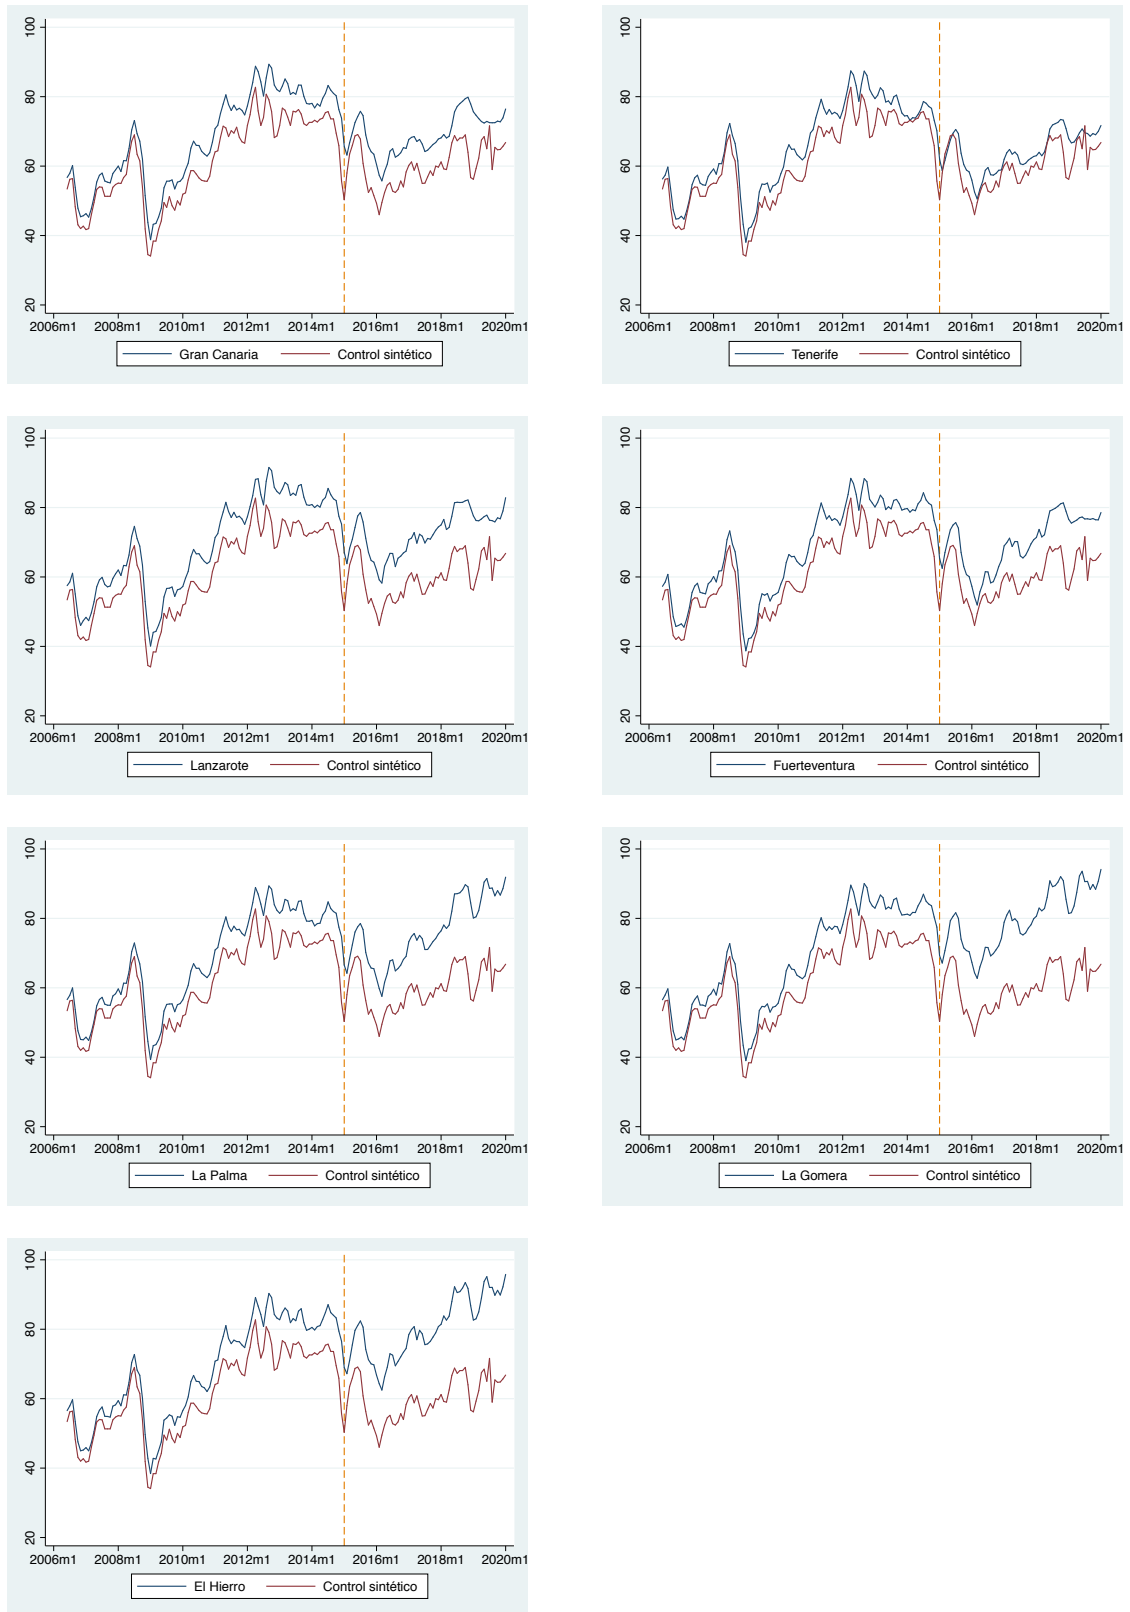 100
80
60
40
20
2006m1 2008m1 2010m1 2012m1 2014m1 2016m1 2018m1 2020m1
Gran Canaria Control sintético
100
80
60
40
20
2006m1 2008m1 2010m1 2012m1 2014m1 2016m1 2018m1 2020m1
Tenerife Control sintético
100
80
60
40
20
2006m1 2008m1 2010m1 2012m1 2014m1 2016m1 2018m1 2020m1
Lanzarote Control sintético
100
80
60
40
20
2006m1 2008m1 2010m1 2012m1 2014m1 2016m1 2018m1 2020m1
Fuerteventura Control sintético
100
80
60
40
20
2006m1 2008m1 2010m1 2012m1 2014m1 2016m1 2018m1 2020m1
La Palma Control sintético
100
80
60
40
20
2006m1 2008m1 2010m1 2012m1 2014m1 2016m1 2018m1 2020m1
La Gomera Control sintético
100
80
60
40
20
2006m1 2008m1 2010m1 2012m1 2014m1 2016m1 2018m1 2020m1
El Hierro Control sintético